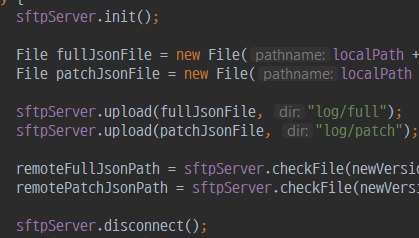 y {
sftpServer.init();
File fullJsonFile = new File( pathname: localPath +
File patchJsonFile = new File( pathname: localPath
sftpServer.upload(fullJsonFile, dir: "log/full");
sftpServer.upload(patchJsonFile, dir: "log/patch");
remoteFullJsonPath = sftpServer.checkFile(newVersio
remotePatchJsonPath = sftpServer.checkFile(newVersi
sftpServer.disconnect();